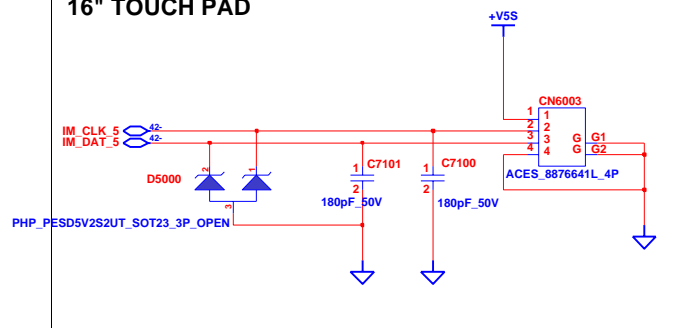 16" TOUCH PAD
+V5S
CN6003
1 1
2 2
3 3 G G1
4 4 G G2
ACES_8876641L_4P
IM_CLK_5 42-
IM_DAT_5 42-
D5000
2 1
3
1 C7101
2
180pF_50V
1 C7100
2
180pF_50V
PHP_PESD5V2S2UT_SOT23_3P_OPEN